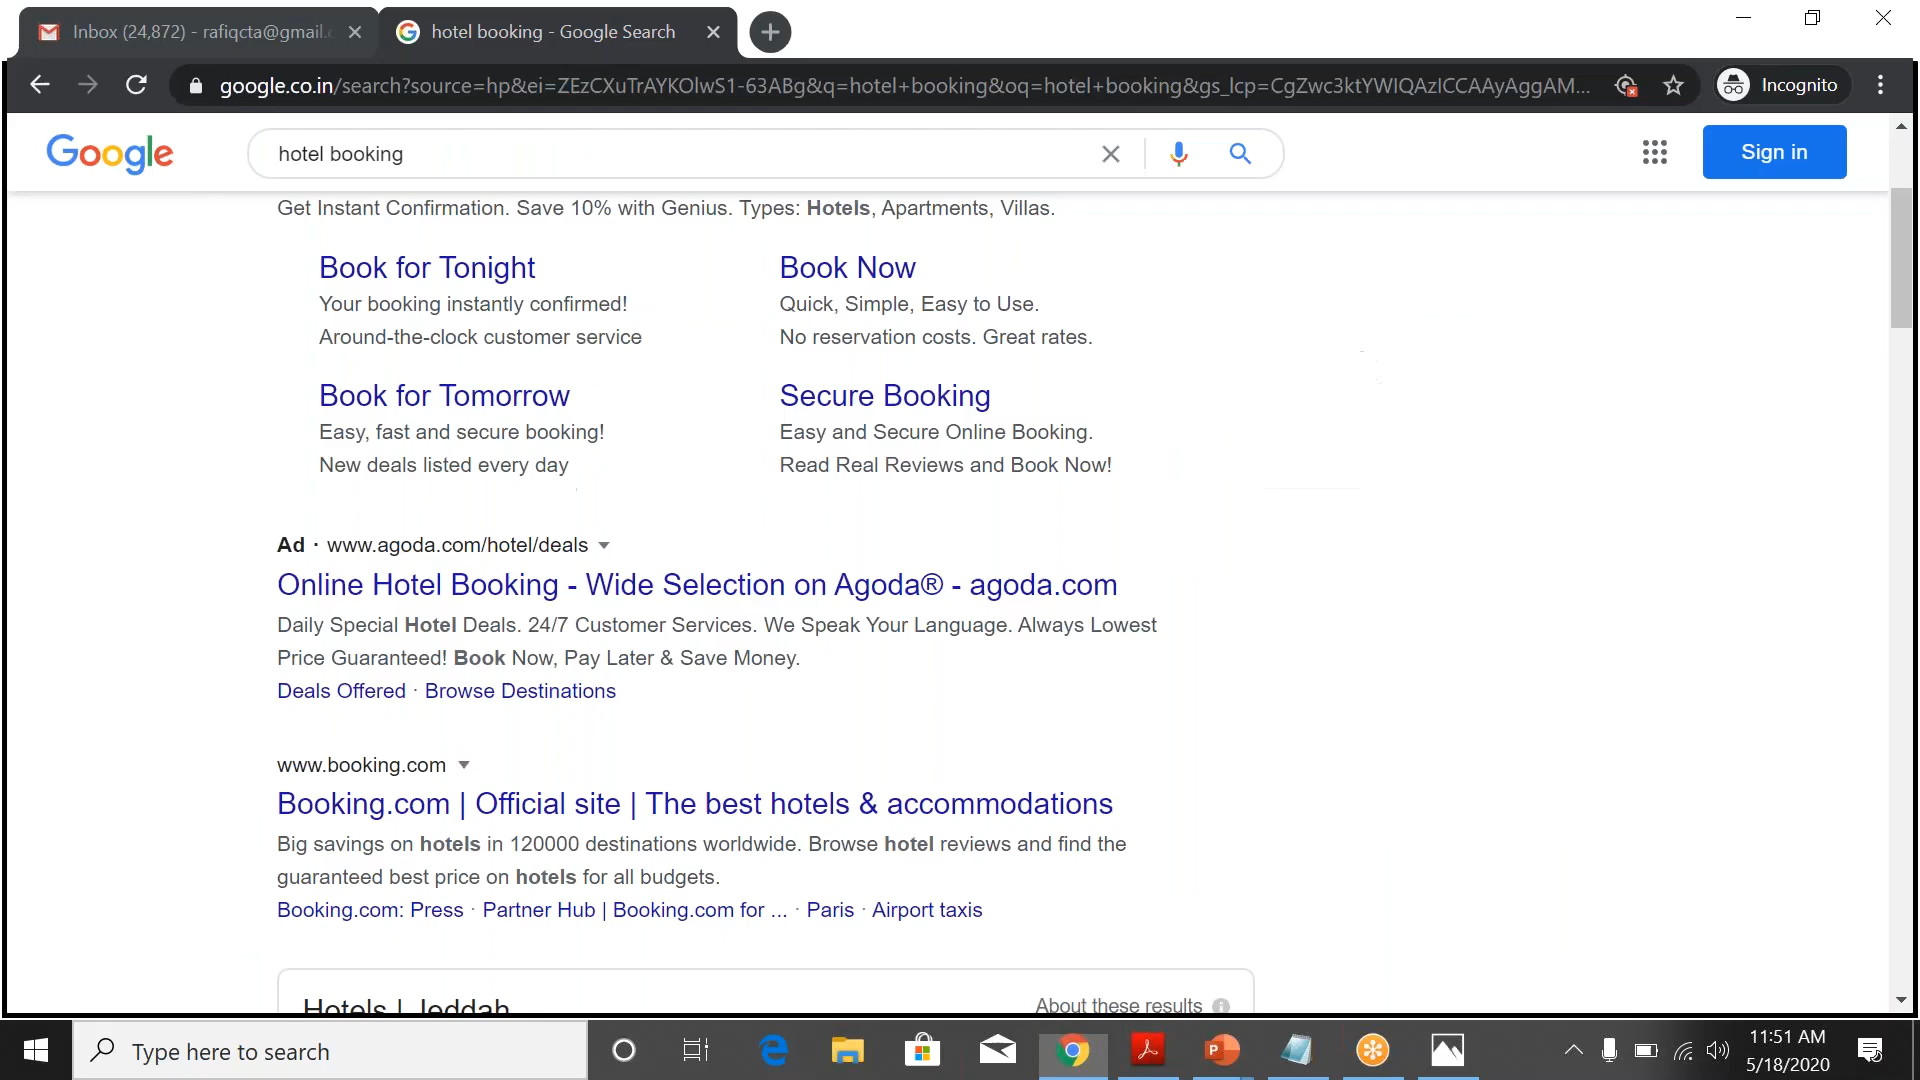 Inbox (24,872) - rafiqcta@gmail.c
hotel booking - Google Search
google.co.in/search?source=hp&ei=ZEzCXuTrAYKOlwS1-63ABg&q=hotel+booking&oq=hotel+booking&gs_lcp=CgZwc3ktYWIQAzICCAAyAggAM...
Incognito
Google
hotel booking
Sign in
Get Instant Confirmation. Save 10% with Genius. Types: Hotels, Apartments, Villas.
Book for Tonight
Your booking instantly confirmed!
Around-the-clock customer service
Book Now
Quick, Simple, Easy to Use.
No reservation costs. Great rates.
Book for Tomorrow
Easy, fast and secure booking!
New deals listed every day
Secure Booking
Easy and Secure Online Booking.
Read Real Reviews and Book Now!
Ad · www.agoda.com/hotel/deals
Online Hotel Booking - Wide Selection on Agoda® - agoda.com
Daily Special Hotel Deals. 24/7 Customer Services. We Speak Your Language. Always Lowest
Price Guaranteed! Book Now, Pay Later & Save Money.
Deals Offered · Browse Destinations
www.booking.com
Booking.com | Official site | The best hotels & accommodations
Big savings on hotels in 120000 destinations worldwide. Browse hotel reviews and find the
guaranteed best price on hotels for all budgets.
Booking.com: Press · Partner Hub | Booking.com for ... · Paris · Airport taxis
Hotels | Jeddah
About these results
Type here to search
11:51 AM
5/18/2020